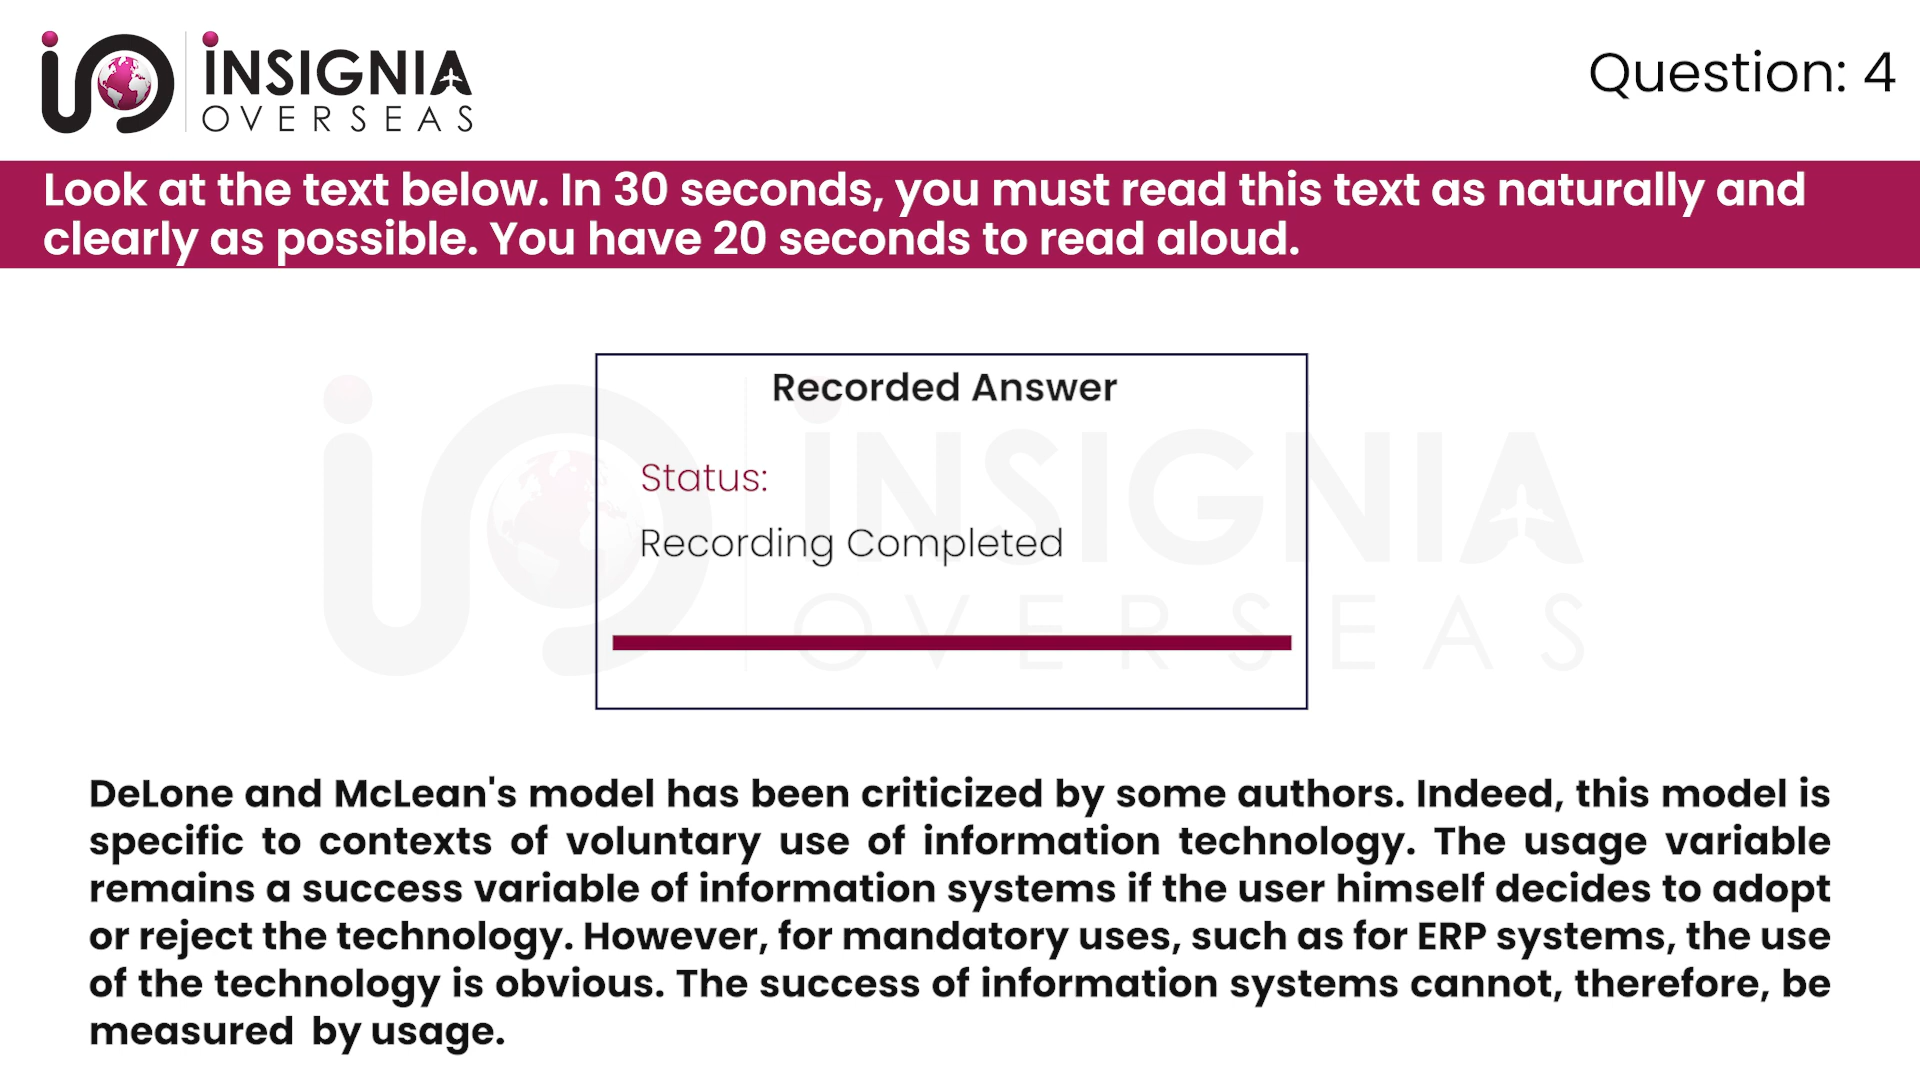 iNSIGNIA
OVERSEAS
Question: 4
Look at the text below. In 30 seconds, you must read this text as naturally and
clearly as possible. You have 20 seconds to read aloud.
iNSIGNIA
OVERSEAS
Recorded Answer
Status:
Recording Completed
DeLone and McLean's model has been criticized by some authors. Indeed, this model is
specific to contexts of voluntary use of information technology. The usage variable
remains a success variable of information systems if the user himself decides to adopt
or reject the technology. However, for mandatory uses, such as for ERP systems, the use
of the technology is obvious. The success of information systems cannot, therefore, be
measured by usage.